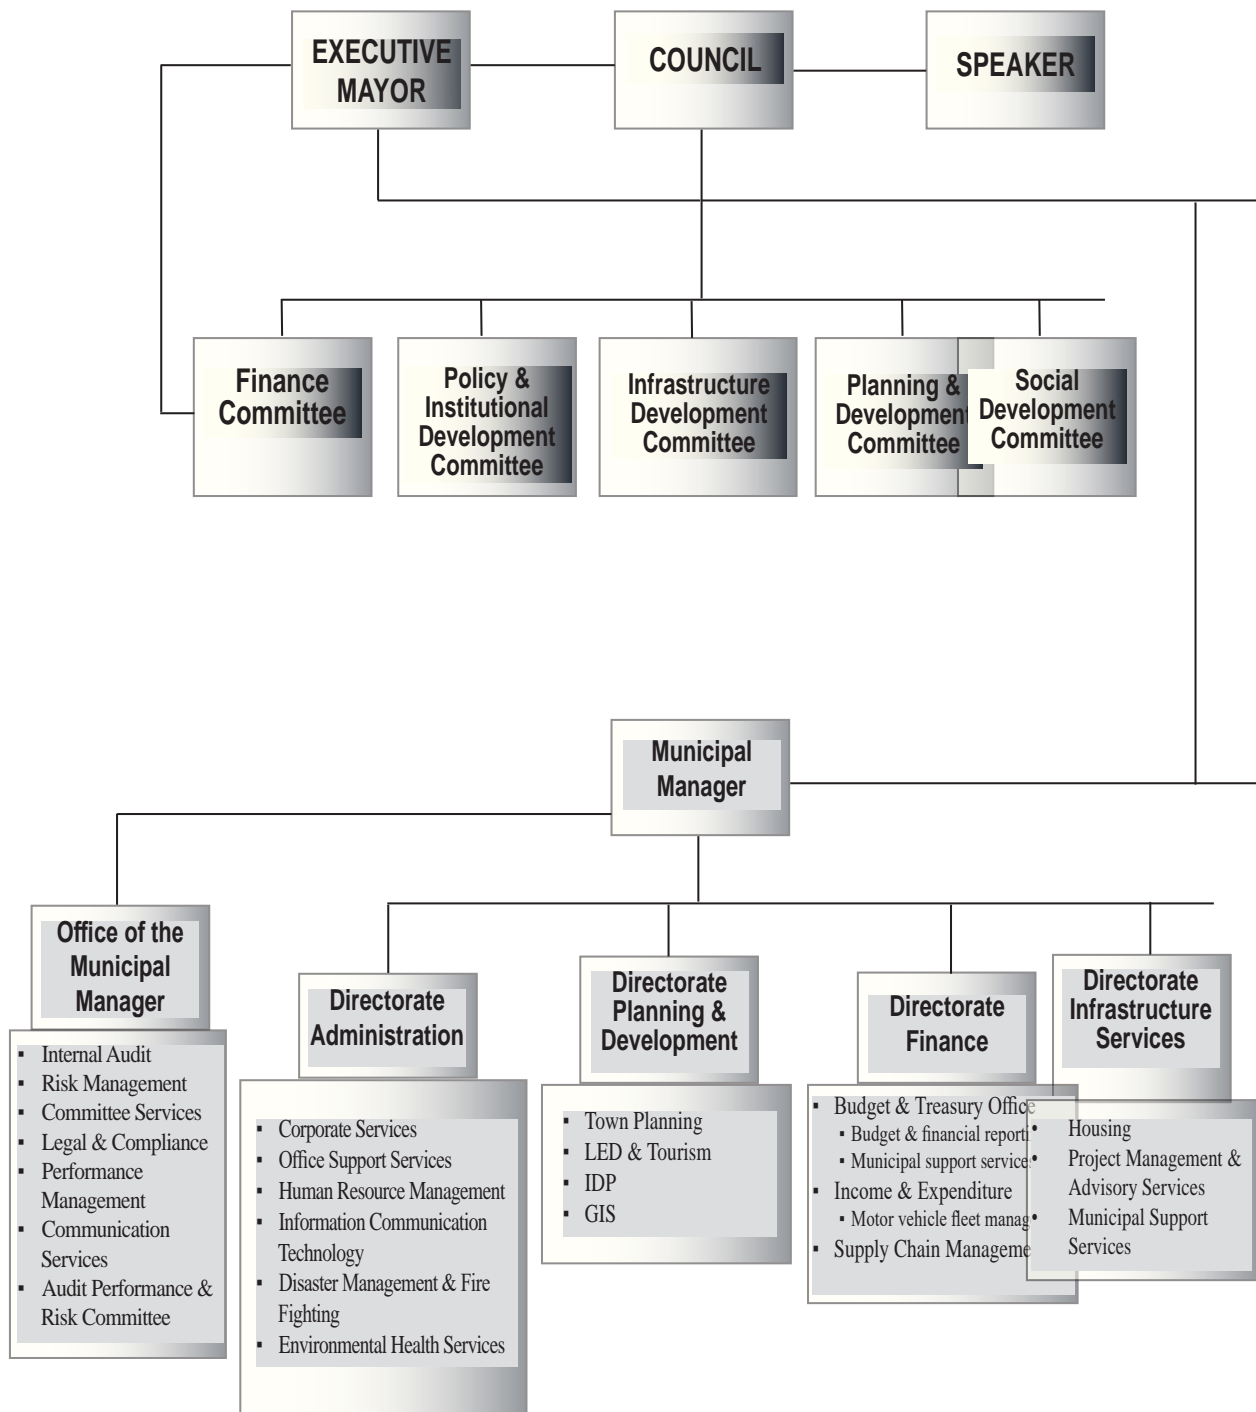 EXECUTIVE
MAYOR
COUNCIL
SPEAKER
Finance
Committee
Policy &
Institutional
Development
Committee
Infrastructure
Development
Committee
Planning &
Development
Committee
Social
Development
Committee
Municipal
Manager
Office of the
Municipal
Manager
▪ Internal Audit
▪ Risk Management
▪ Committee Services
▪ Legal & Compliance
▪ Performance
Management
▪ Communication
Services
▪ Audit Performance &
Risk Committee
Directorate
Administration
▪ Corporate Services
▪ Office Support Services
▪ Human Resource Management
▪ Information Communication
Technology
▪ Disaster Management & Fire
Fighting
▪ Environmental Health Services
Directorate
Planning &
Development
▪ Town Planning
▪ LED & Tourism
▪ IDP
▪ GIS
Directorate
Finance
▪ Budget & Treasury Office
▪ Budget & financial reporti
▪ Municipal support services
▪ Income & Expenditure
▪ Motor vehicle fleet manag
▪ Supply Chain Manageme
Directorate
Infrastructure
Services
• Housing
• Project Management &
Advisory Services
• Municipal Support
Services